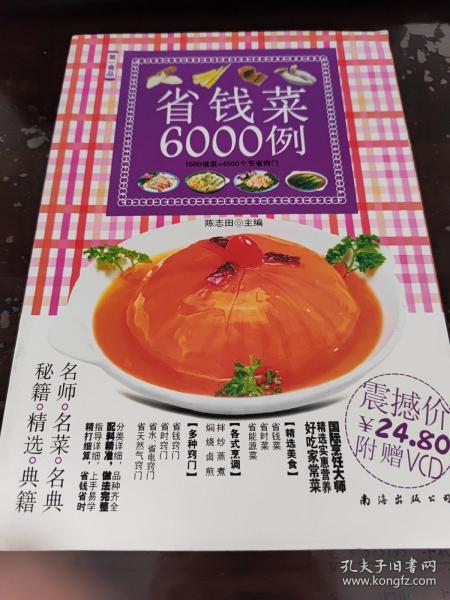 第一食品
省钱菜
6000例
1500道菜+4500个节省窍门
陈志田◎主编
名师·名菜·名典
秘籍·精选·典籍
分类详细，品种齐全
配料精准，做法完整
指导详细，上手易学
精打细算，省钱省时
【多种窍门】
省钱窍门
省时窍门
省水、省电窍门
省天然气窍门
【各式烹调】
拌炒蒸煮
焖烧卤煎
【精选美食】
省钱菜
省时菜
省能源菜
国际烹饪大师
精选实惠营养
好吃家常菜
震撼价
￥24.80
附赠VCD
南海出版公司
孔夫子旧书网
www.kongfz.com